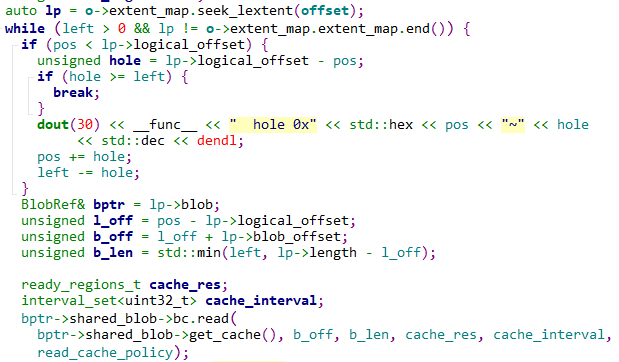 auto lp = o->extent_map.seek_lextent(offset);
while (left > 0 && lp != o->extent_map.extent_map.end()) {
if (pos < lp->logical_offset) {
unsigned hole = lp->logical_offset - pos;
if (hole >= left) {
break;
}
dout(30) << __func__ << "  hole 0x" << std::hex << pos << "~" << hole
<< std::dec << dendl;
pos += hole;
left -= hole;
}
BlobRef& bptr = lp->blob;
unsigned l_off = pos - lp->logical_offset;
unsigned b_off = l_off + lp->blob_offset;
unsigned b_len = std::min(left, lp->length - l_off);
ready_regions_t cache_res;
interval_set<uint32_t> cache_interval;
bptr->shared_blob->bc.read(
bptr->shared_blob->get_cache(), b_off, b_len, cache_res, cache_interval,
read_cache_policy);